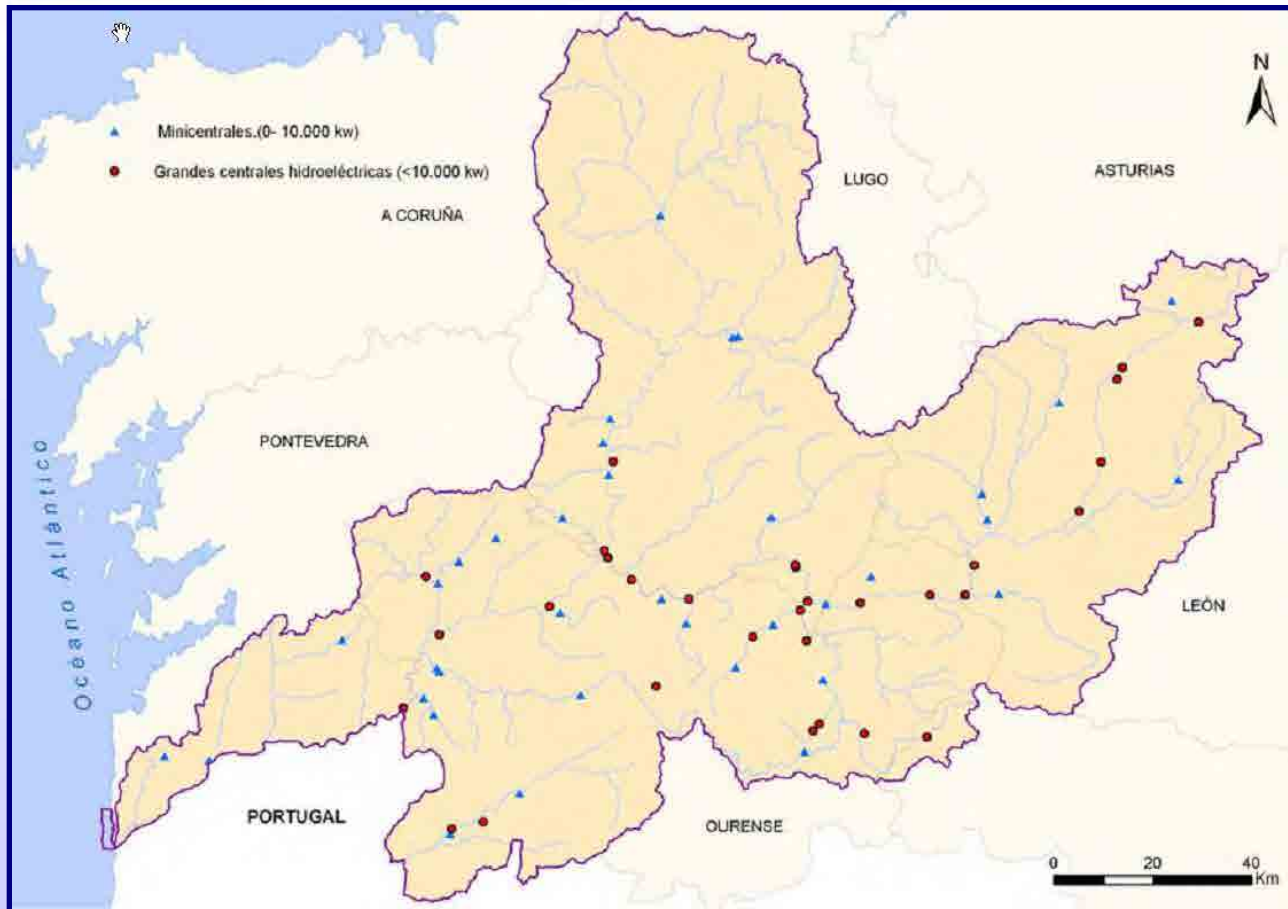 N
Minicentrales.(0- 10.000 kw)
Grandes centrales hidroeléctricas (<10.000 kw)
A CORUÑA
LUGO
ASTURIAS
PONTEVEDRA
Océano Atlántico
LEÓN
PORTUGAL
OURENSE
0 20 40
Km